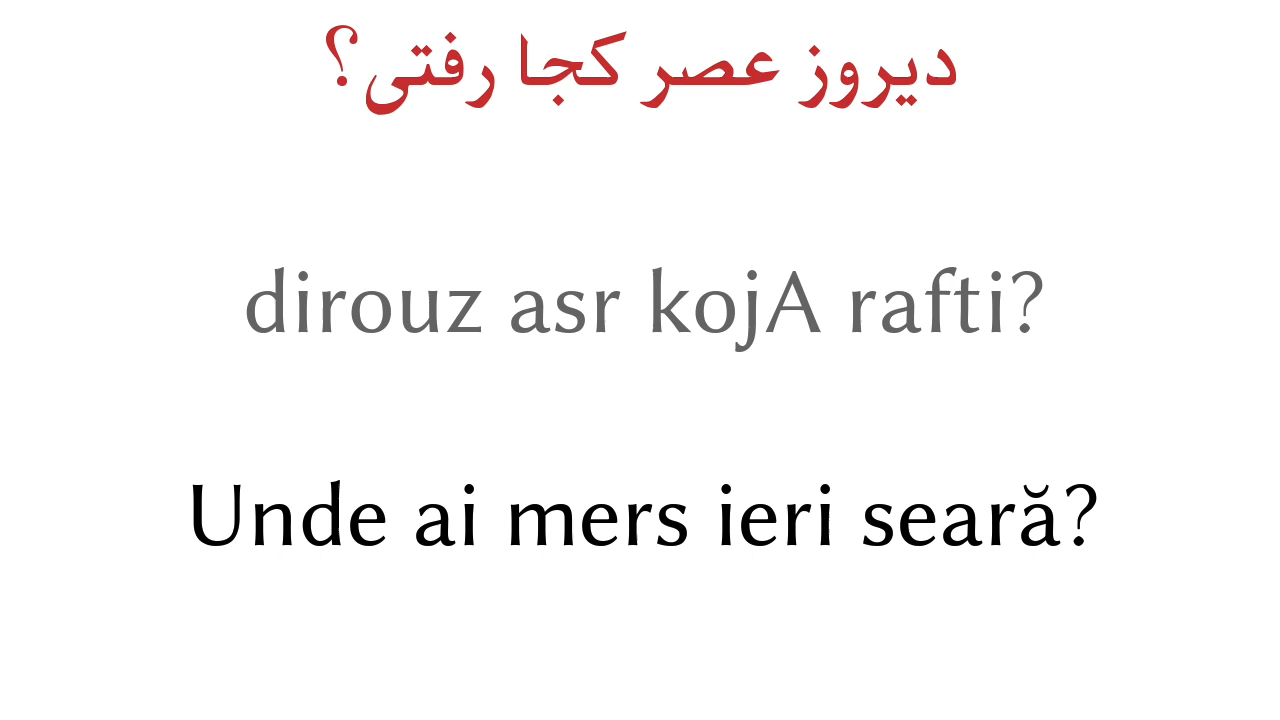 دیروز عصر کجا رفتی؟
dirouz asr kojA rafti?
Unde ai mers ieri seară?